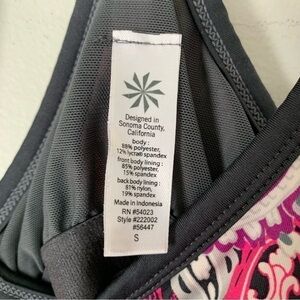 Designed in
Sonoma County,
California
body:
88% polyester,
12% lycra® spandex
front body lining:
85% polyester,
15% spandex
back body lining:
81% nylon,
19% spandex
Made in Indonesia
RN #54023
Style #222002
#56447
S